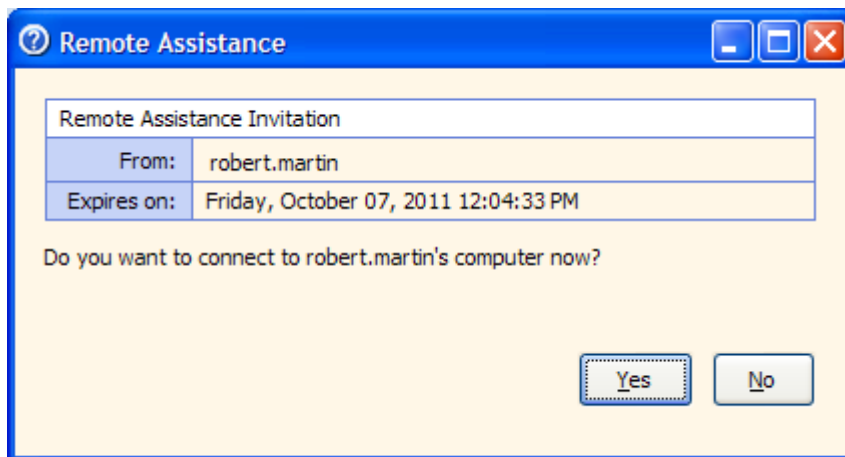 Remote Assistance
Remote Assistance Invitation
From: robert.martin
Expires on: Friday, October 07, 2011 12:04:33 PM
Do you want to connect to robert.martin's computer now?
Yes No